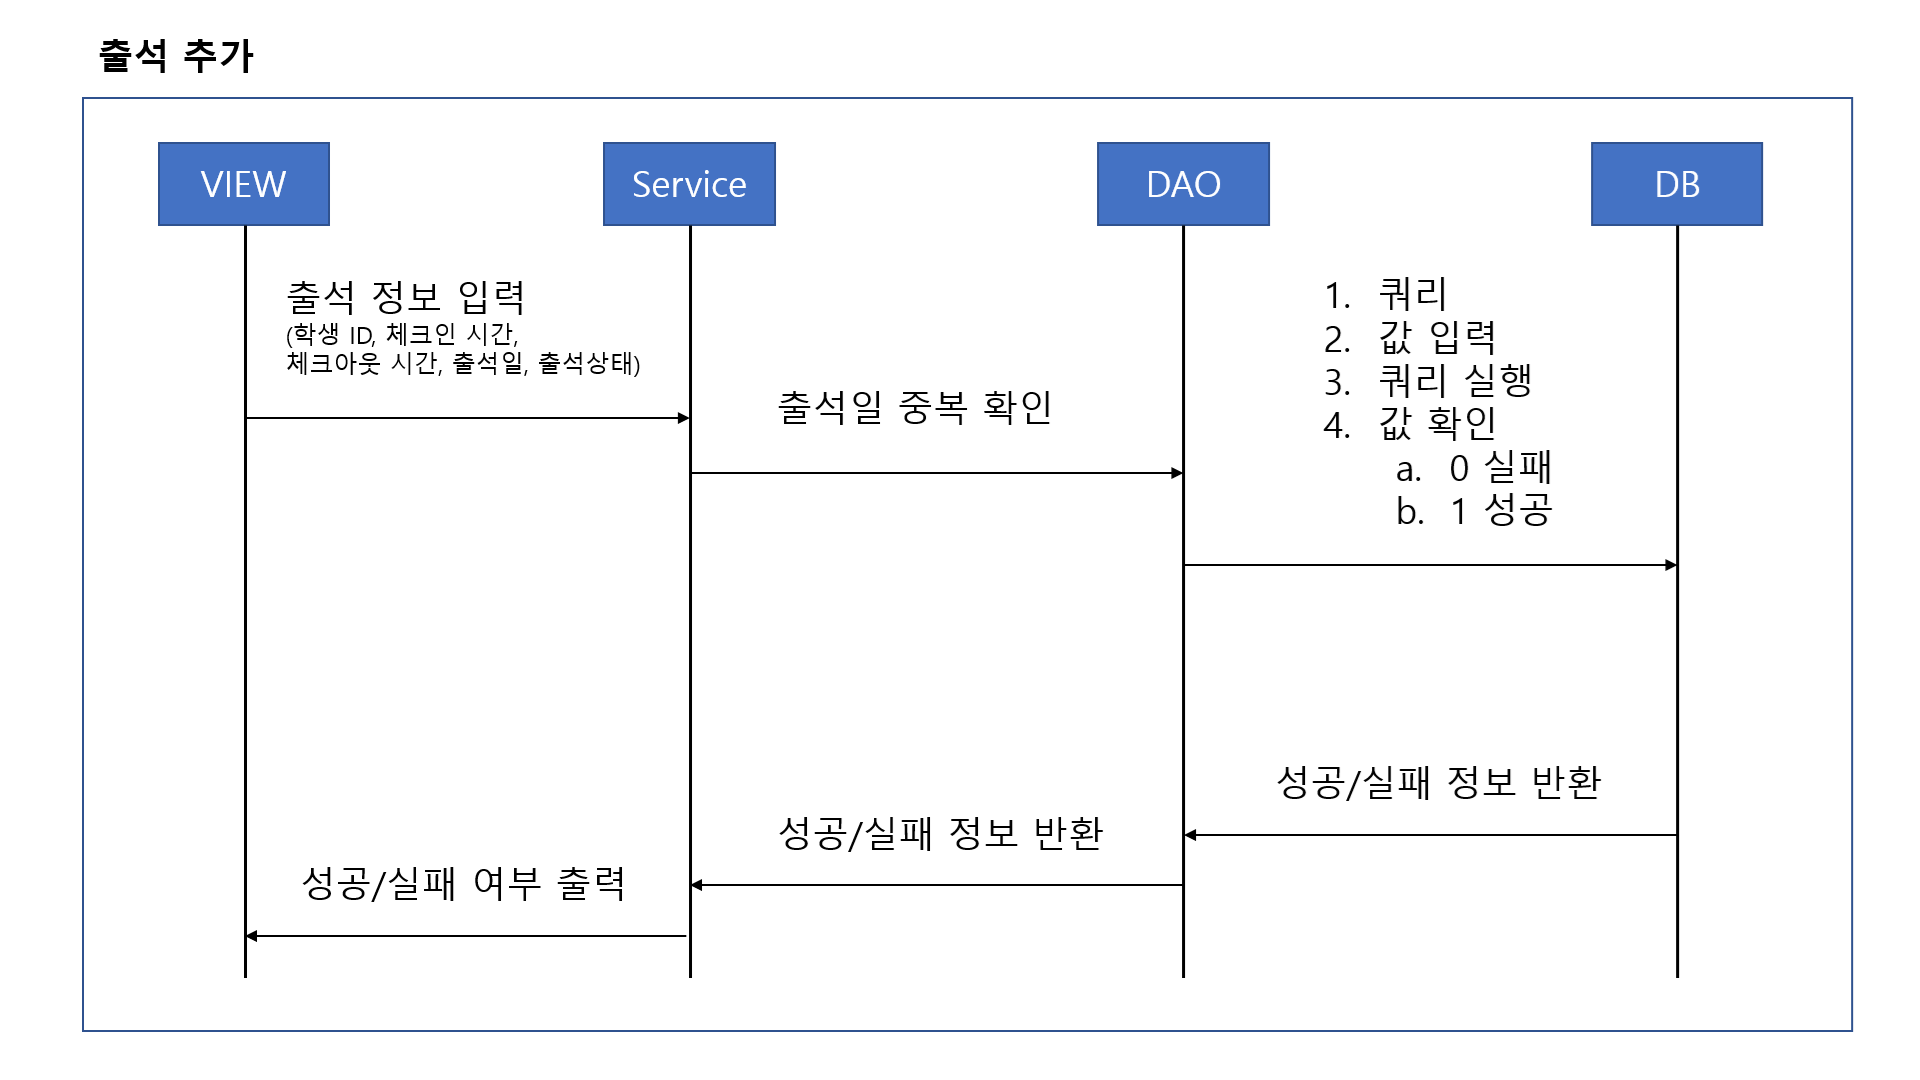 출석 추가
VIEW
Service
DAO
DB
출석 정보 입력
(학생 ID, 체크인 시간,
체크아웃 시간, 출석일, 출석상태)
출석일 중복 확인
1. 쿼리
2. 값 입력
3. 쿼리 실행
4. 값 확인
a. 0 실패
b. 1 성공
성공/실패 정보 반환
성공/실패 정보 반환
성공/실패 여부 출력